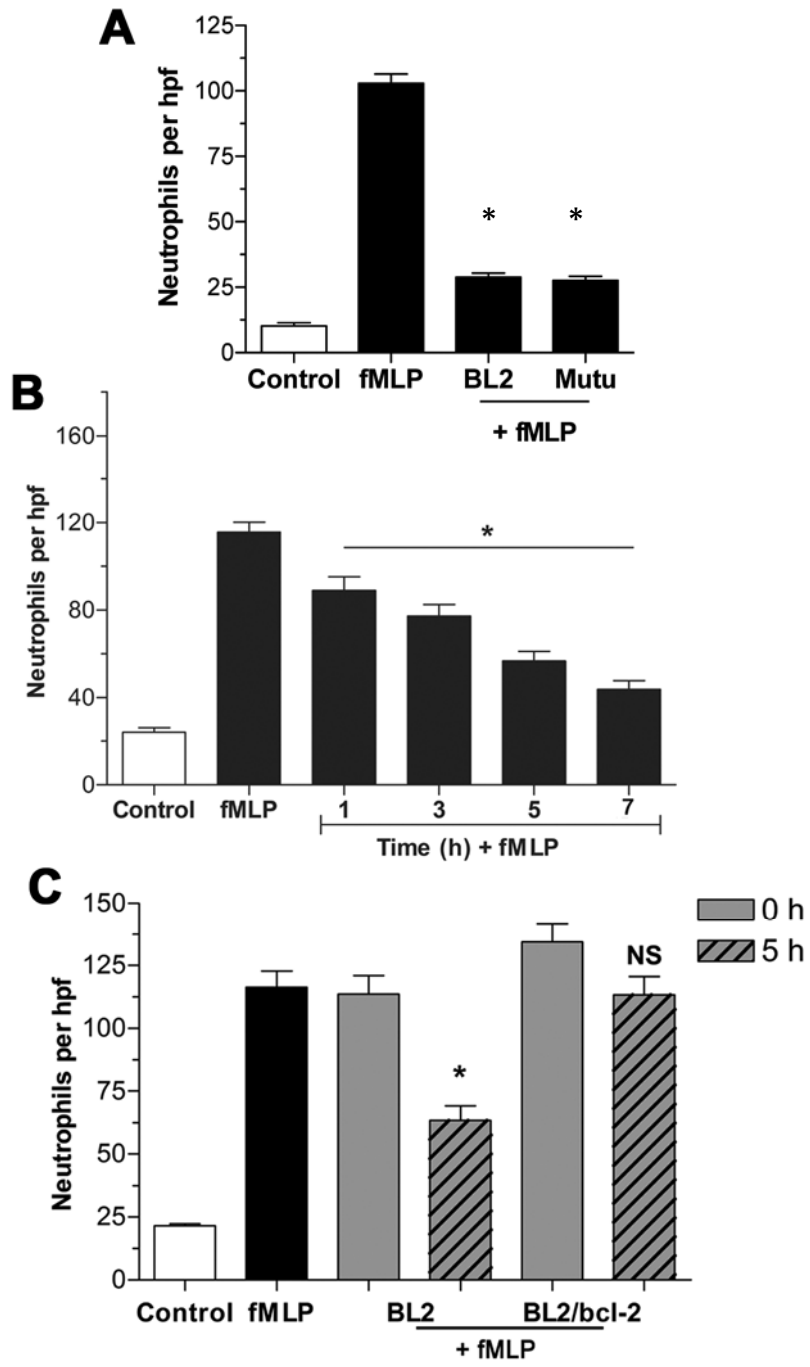 A
Neutrophils per hpf
125
100
75
50
25
0
* *
Control fMLP BL2 Mutu
+ fMLP
B
Neutrophils per hpf
160
120
80
40
0
*
Control fMLP 1 3 5 7
Time (h) + fMLP
C
Neutrophils per hpf
150
125
100
75
50
25
0
0 h
5 h
NS
*
Control fMLP BL2 BL2/bcl-2
+ fMLP